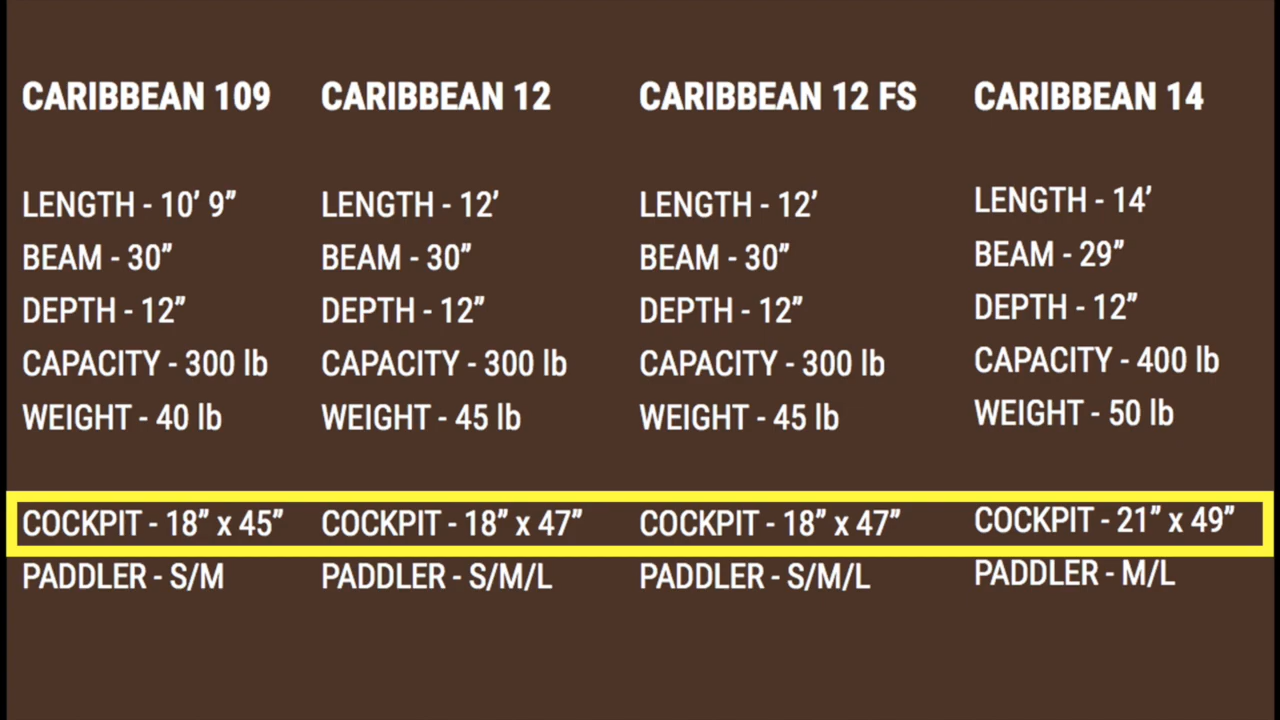 CARIBBEAN 109
LENGTH - 10’ 9”
BEAM - 30”
DEPTH - 12”
CAPACITY - 300 lb
WEIGHT - 40 lb
COCKPIT - 18” x 45”
PADDLER - S/M
CARIBBEAN 12
LENGTH - 12’
BEAM - 30”
DEPTH - 12”
CAPACITY - 300 lb
WEIGHT - 45 lb
COCKPIT - 18” x 47”
PADDLER - S/M/L
CARIBBEAN 12 FS
LENGTH - 12’
BEAM - 30”
DEPTH - 12”
CAPACITY - 300 lb
WEIGHT - 45 lb
COCKPIT - 18” x 47”
PADDLER - S/M/L
CARIBBEAN 14
LENGTH - 14’
BEAM - 29”
DEPTH - 12”
CAPACITY - 400 lb
WEIGHT - 50 lb
COCKPIT - 21” x 49”
PADDLER - M/L